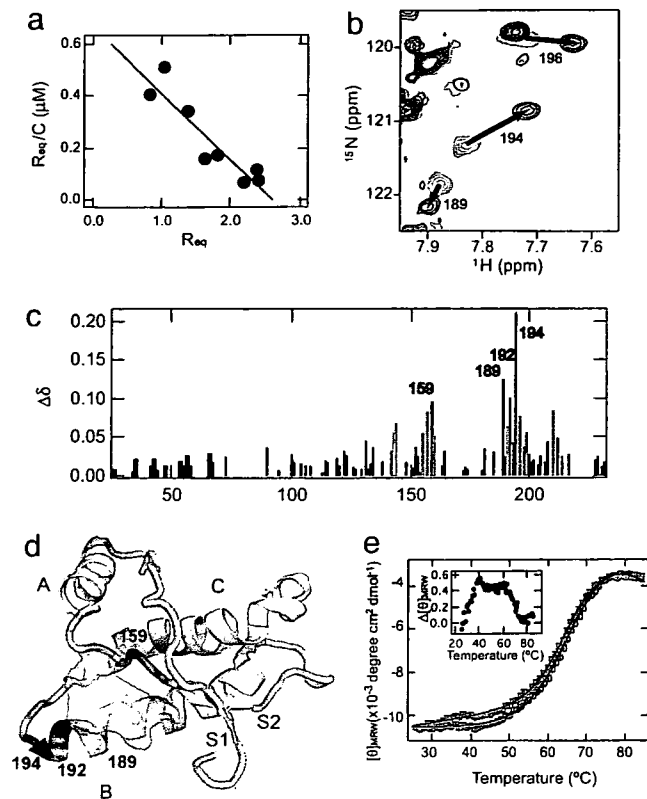 a
b
R_eq/C (μM)
0.6
0.4
0.2
0.0
0.0 1.0 2.0 3.0
R_eq
¹⁵N (ppm)
120
121
122
196
194
189
7.9 7.8 7.7 7.6
¹H (ppm)
c
Δδ
0.20
0.15
0.10
0.05
0.00
194
192
189
159
50 100 150 200
d
A
C
159
S2
S1
194 192 189
B
e
[θ]MRW(x10⁻³ degree cm² dmol⁻¹)
-4
-6
-8
-10
Δ[θ]MRW
0.6
0.4
0.2
0.0
20 40 60 80
Temperature (ºC)
30 40 50 60 70 80
Temperature (ºC)